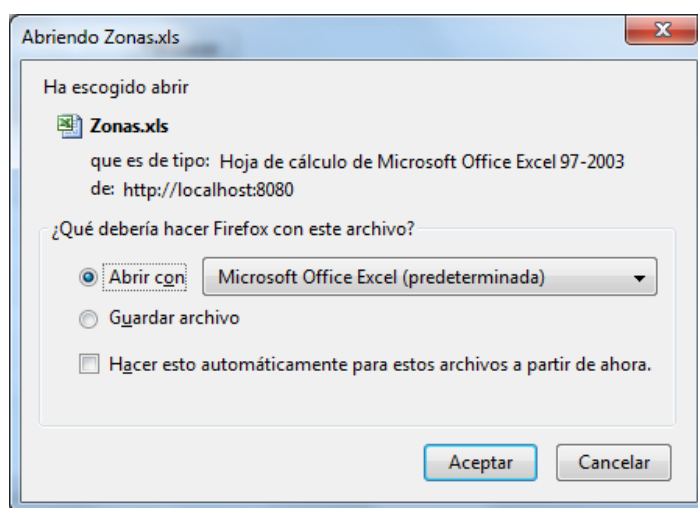 Abriendo Zonas.xls
Ha escogido abrir
Zonas.xls
que es de tipo: Hoja de cálculo de Microsoft Office Excel 97-2003
de: http://localhost:8080
¿Qué debería hacer Firefox con este archivo?
Abrir con Microsoft Office Excel (predeterminada)
Guardar archivo
Hacer esto automáticamente para estos archivos a partir de ahora.
Aceptar Cancelar